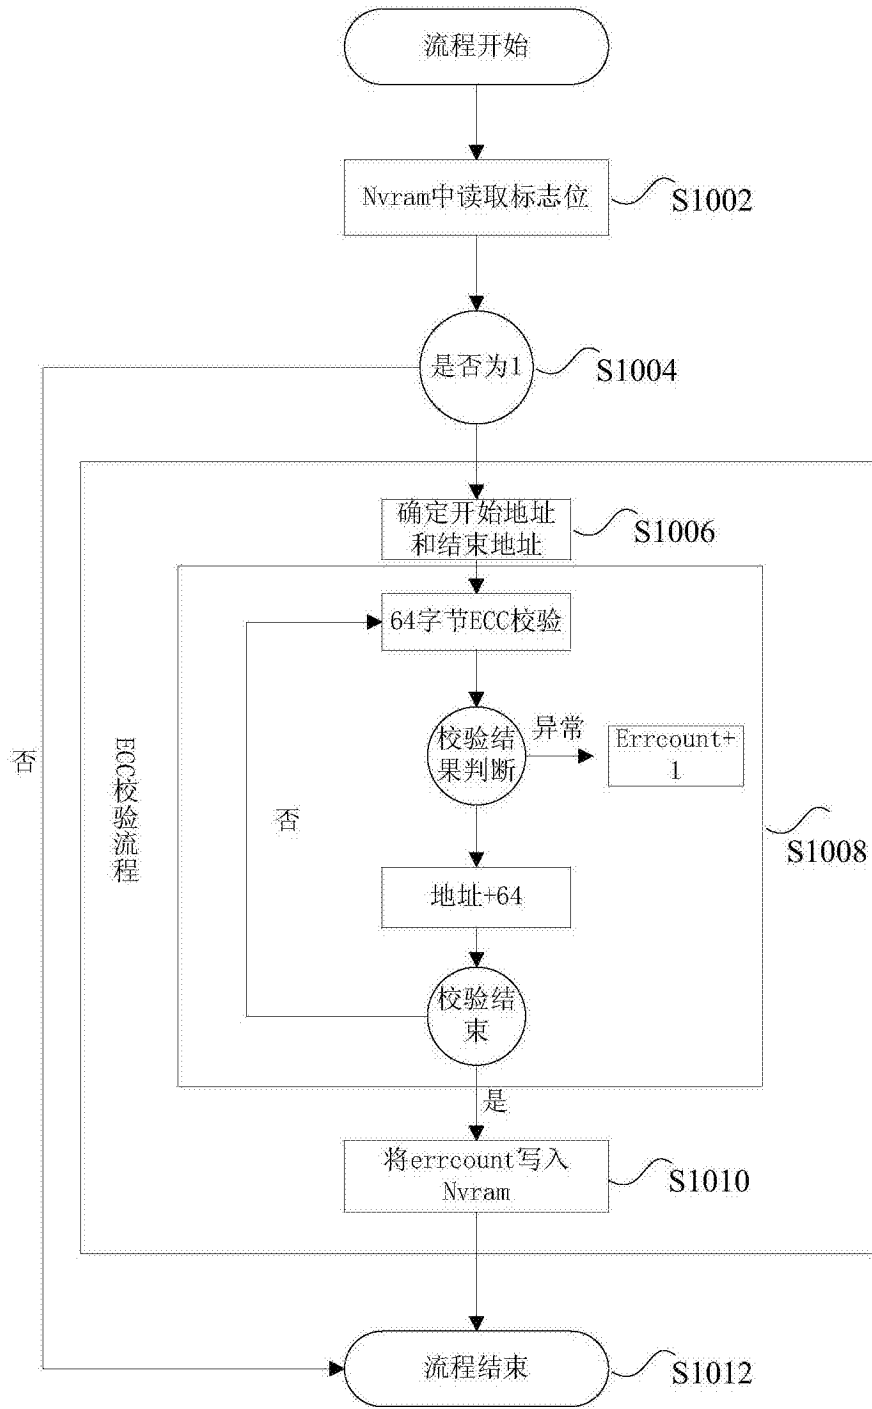 流程开始
Nvram中读取标志位
S1002
是否为1
S1004
确定开始地址
和结束地址
S1006
64字节ECC校验
校验结
果判断
异常
Errcount+
1
否
ECC校验流程
否
S1008
地址+64
校验结
束
是
将errcount写入
Nvram
S1010
流程结束
S1012